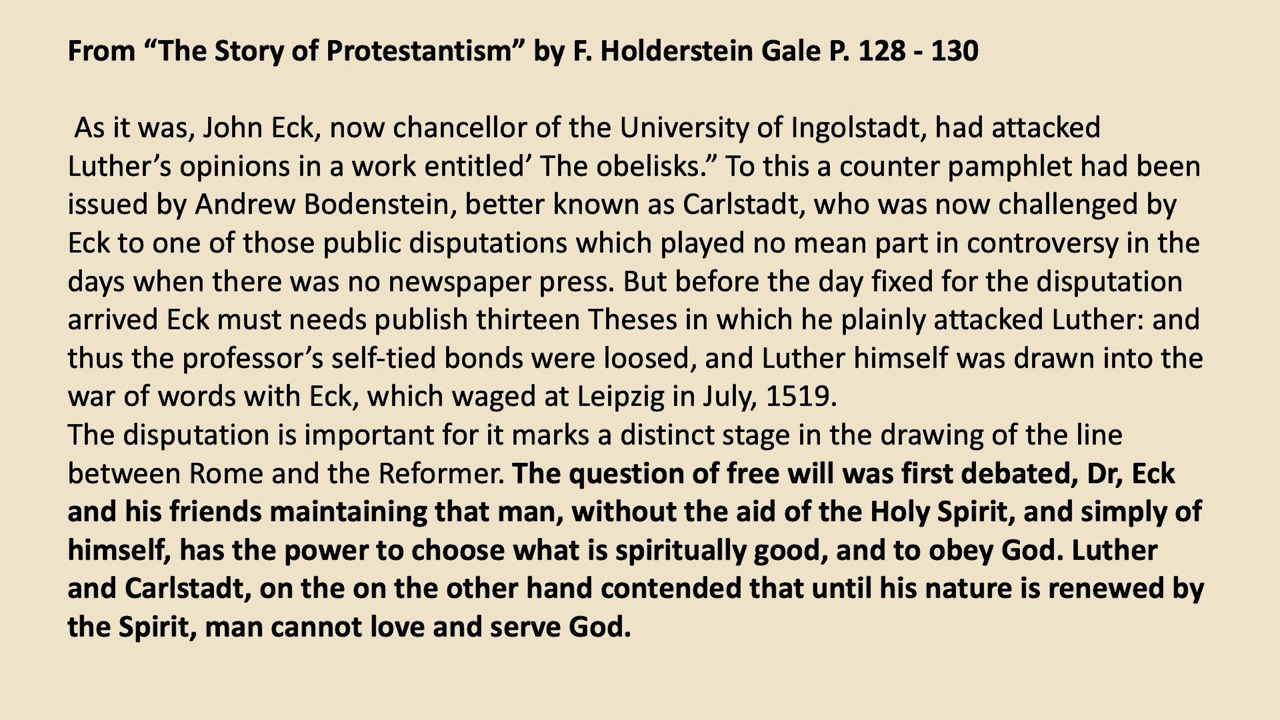 From “The Story of Protestantism” by F. Holderstein Gale P. 128 - 130
As it was, John Eck, now chancellor of the University of Ingolstadt, had attacked
Luther’s opinions in a work entitled’ The obelisks.” To this a counter pamphlet had been
issued by Andrew Bodenstein, better known as Carlstadt, who was now challenged by
Eck to one of those public disputations which played no mean part in controversy in the
days when there was no newspaper press. But before the day fixed for the disputation
arrived Eck must needs publish thirteen Theses in which he plainly attacked Luther: and
thus the professor’s self-tied bonds were loosed, and Luther himself was drawn into the
war of words with Eck, which waged at Leipzig in July, 1519.
The disputation is important for it marks a distinct stage in the drawing of the line
between Rome and the Reformer. The question of free will was first debated, Dr, Eck
and his friends maintaining that man, without the aid of the Holy Spirit, and simply of
himself, has the power to choose what is spiritually good, and to obey God. Luther
and Carlstadt, on the on the other hand contended that until his nature is renewed by
the Spirit, man cannot love and serve God.